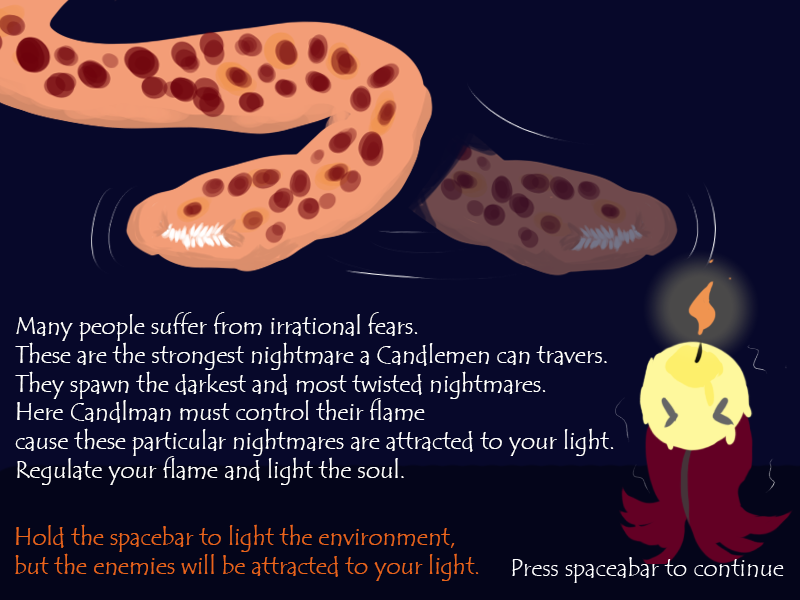 Many people suffer from irrational fears.
These are the strongest nightmare a Candlemen can travers.
They spawn the darkest and most twisted nightmares.
Here Candlman must control their flame
cause these particular nightmares are attracted to your light.
Regulate your flame and light the soul.
Hold the spacebar to light the environment,
but the enemies will be attracted to your light.
Press spaceabar to continue